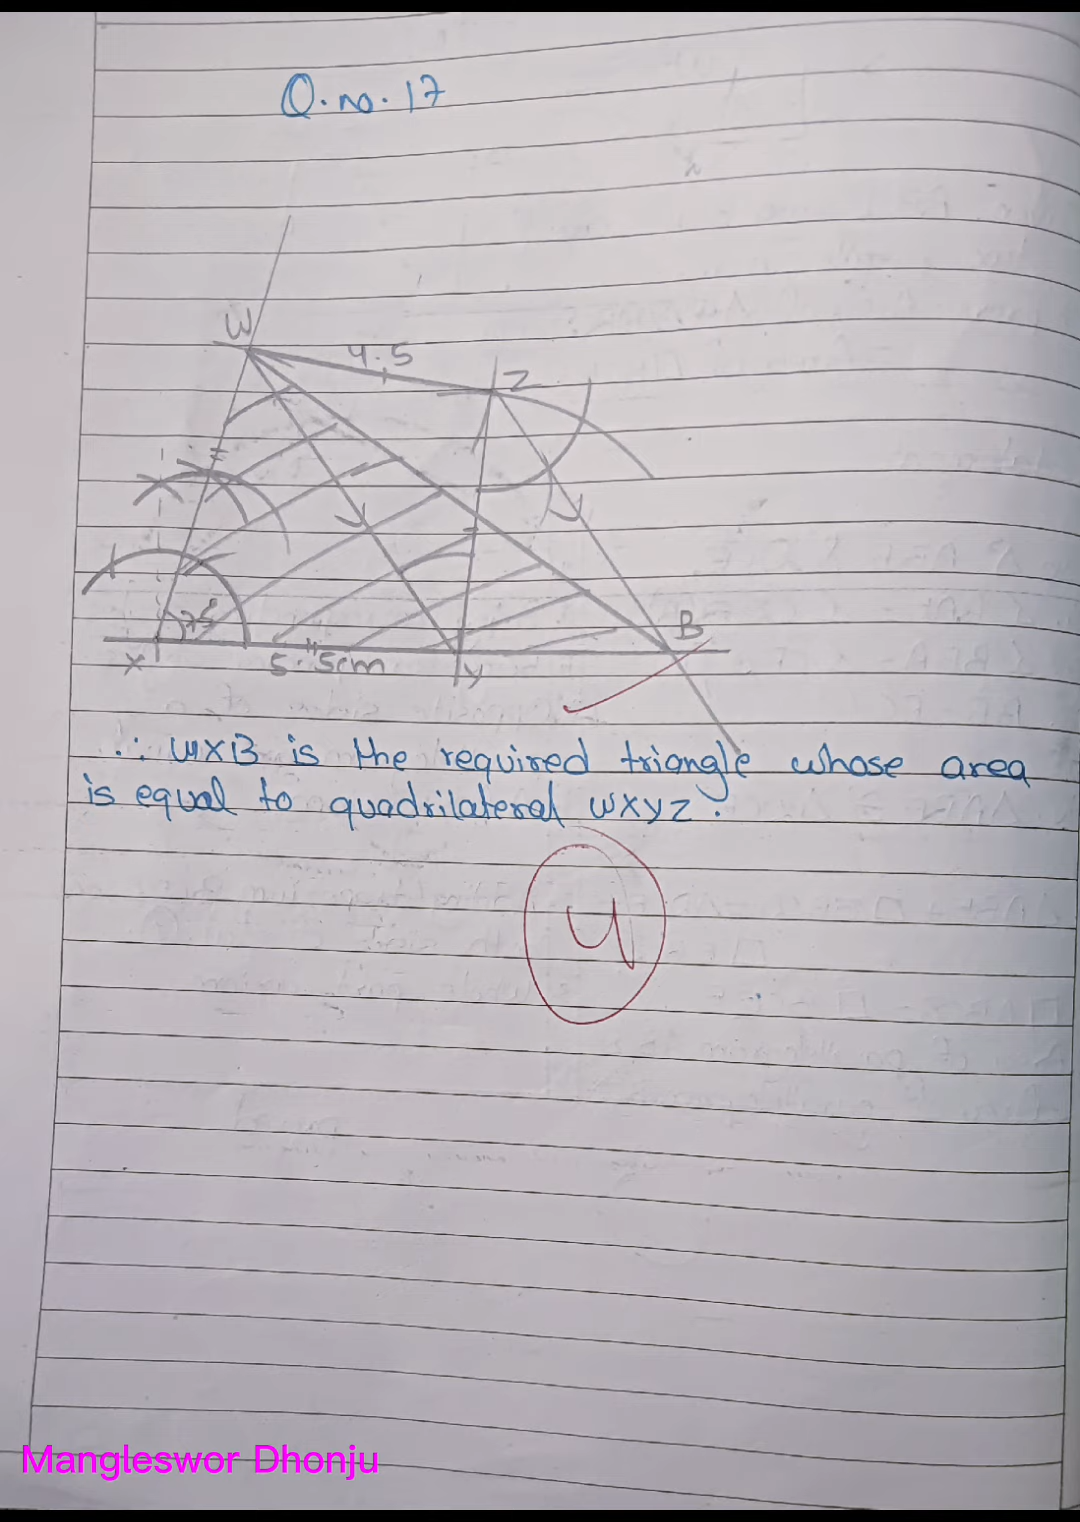 Q.no.17
W
4.5
Z
75
B
X
5.5cm
y
∴ WXB is the required triangle whose area
is equal to quadrilateral WXYZ.
4
Mangleswor Dhonju